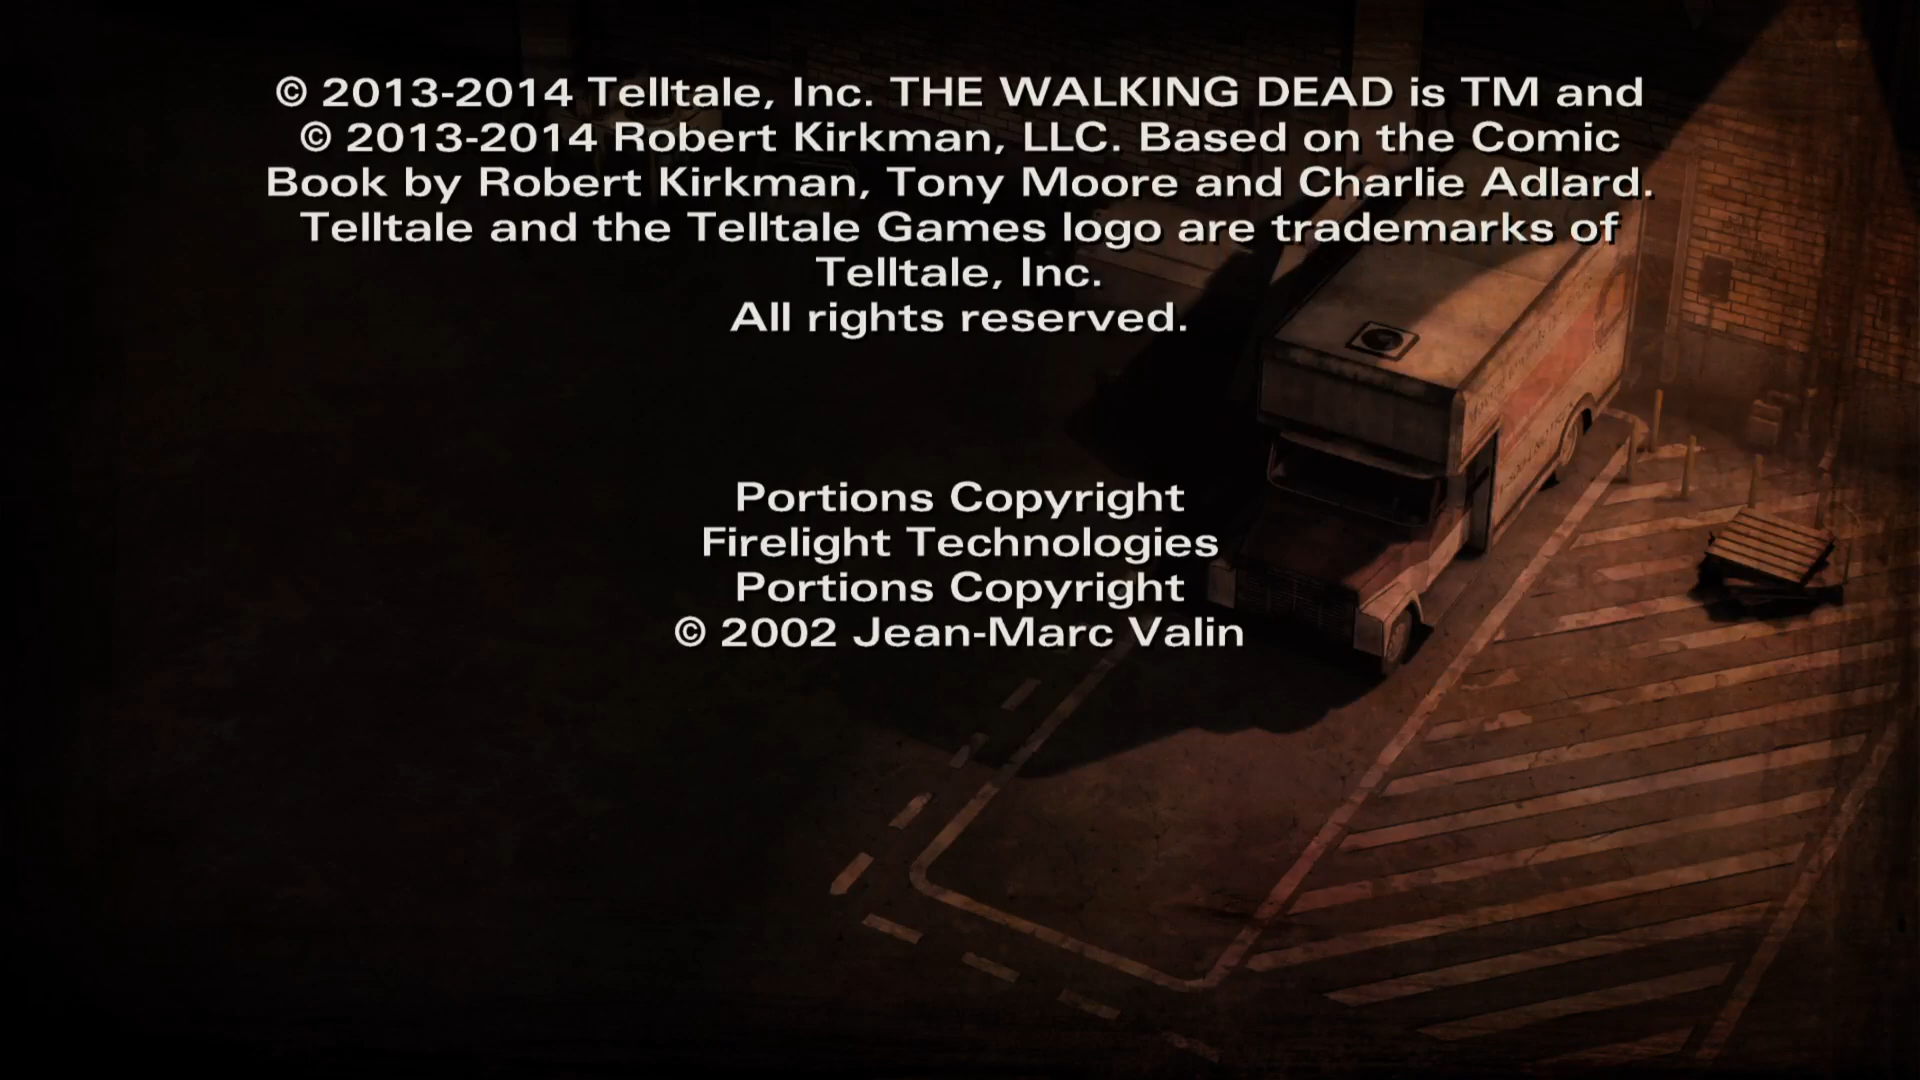 © 2013-2014 Telltale, Inc. THE WALKING DEAD is TM and
© 2013-2014 Robert Kirkman, LLC. Based on the Comic
Book by Robert Kirkman, Tony Moore and Charlie Adlard.
Telltale and the Telltale Games logo are trademarks of
Telltale, Inc.
All rights reserved.
Portions Copyright
Firelight Technologies
Portions Copyright
© 2002 Jean-Marc Valin